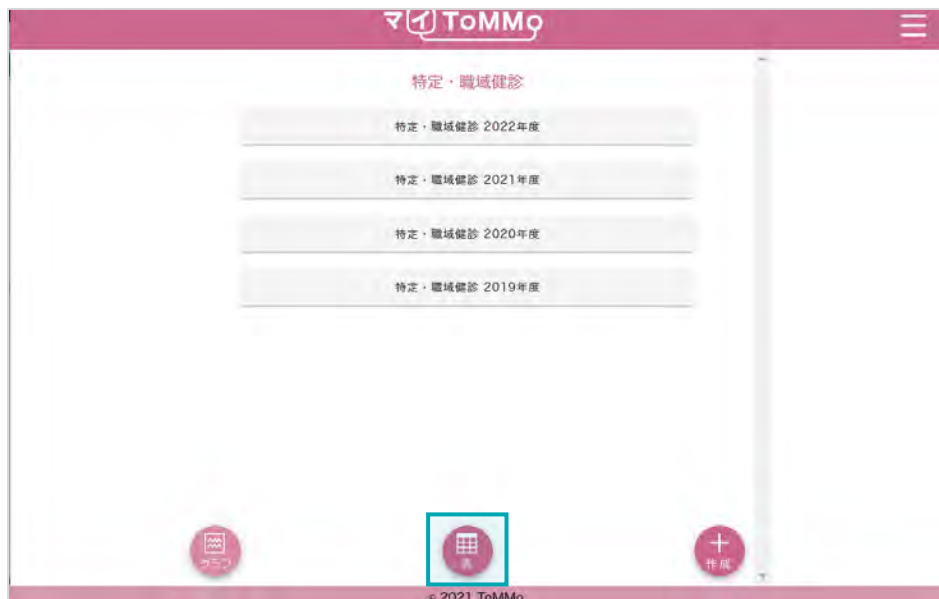 マイToMMo
特定・職域健診
特定・職域健診 2022年度
特定・職域健診 2021年度
特定・職域健診 2020年度
特定・職域健診 2019年度
グラフ
表
作成
© 2021 ToMMo